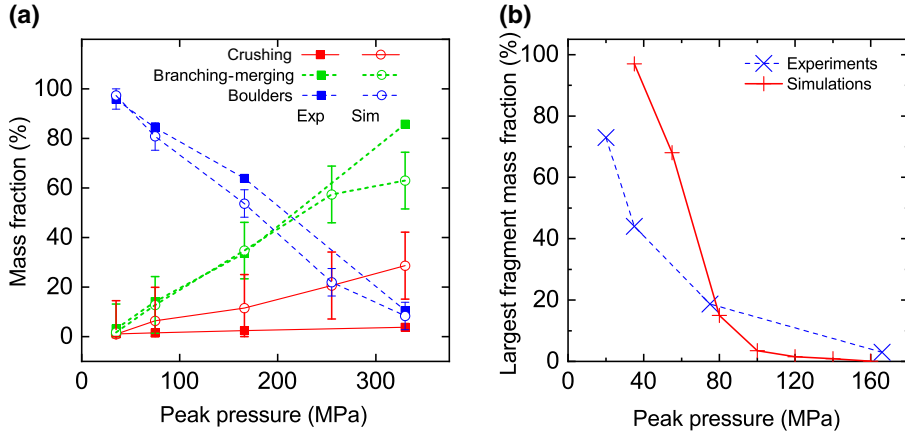 (a)
Crushing
Branching-merging
Boulders
Exp Sim
100
80
60
40
20
0
Mass fraction (%)
0 100 200 300
Peak pressure (MPa)
(b)
Experiments
Simulations
100
80
60
40
20
0
Largest fragment mass fraction (%)
0 40 80 120 160
Peak pressure (MPa)